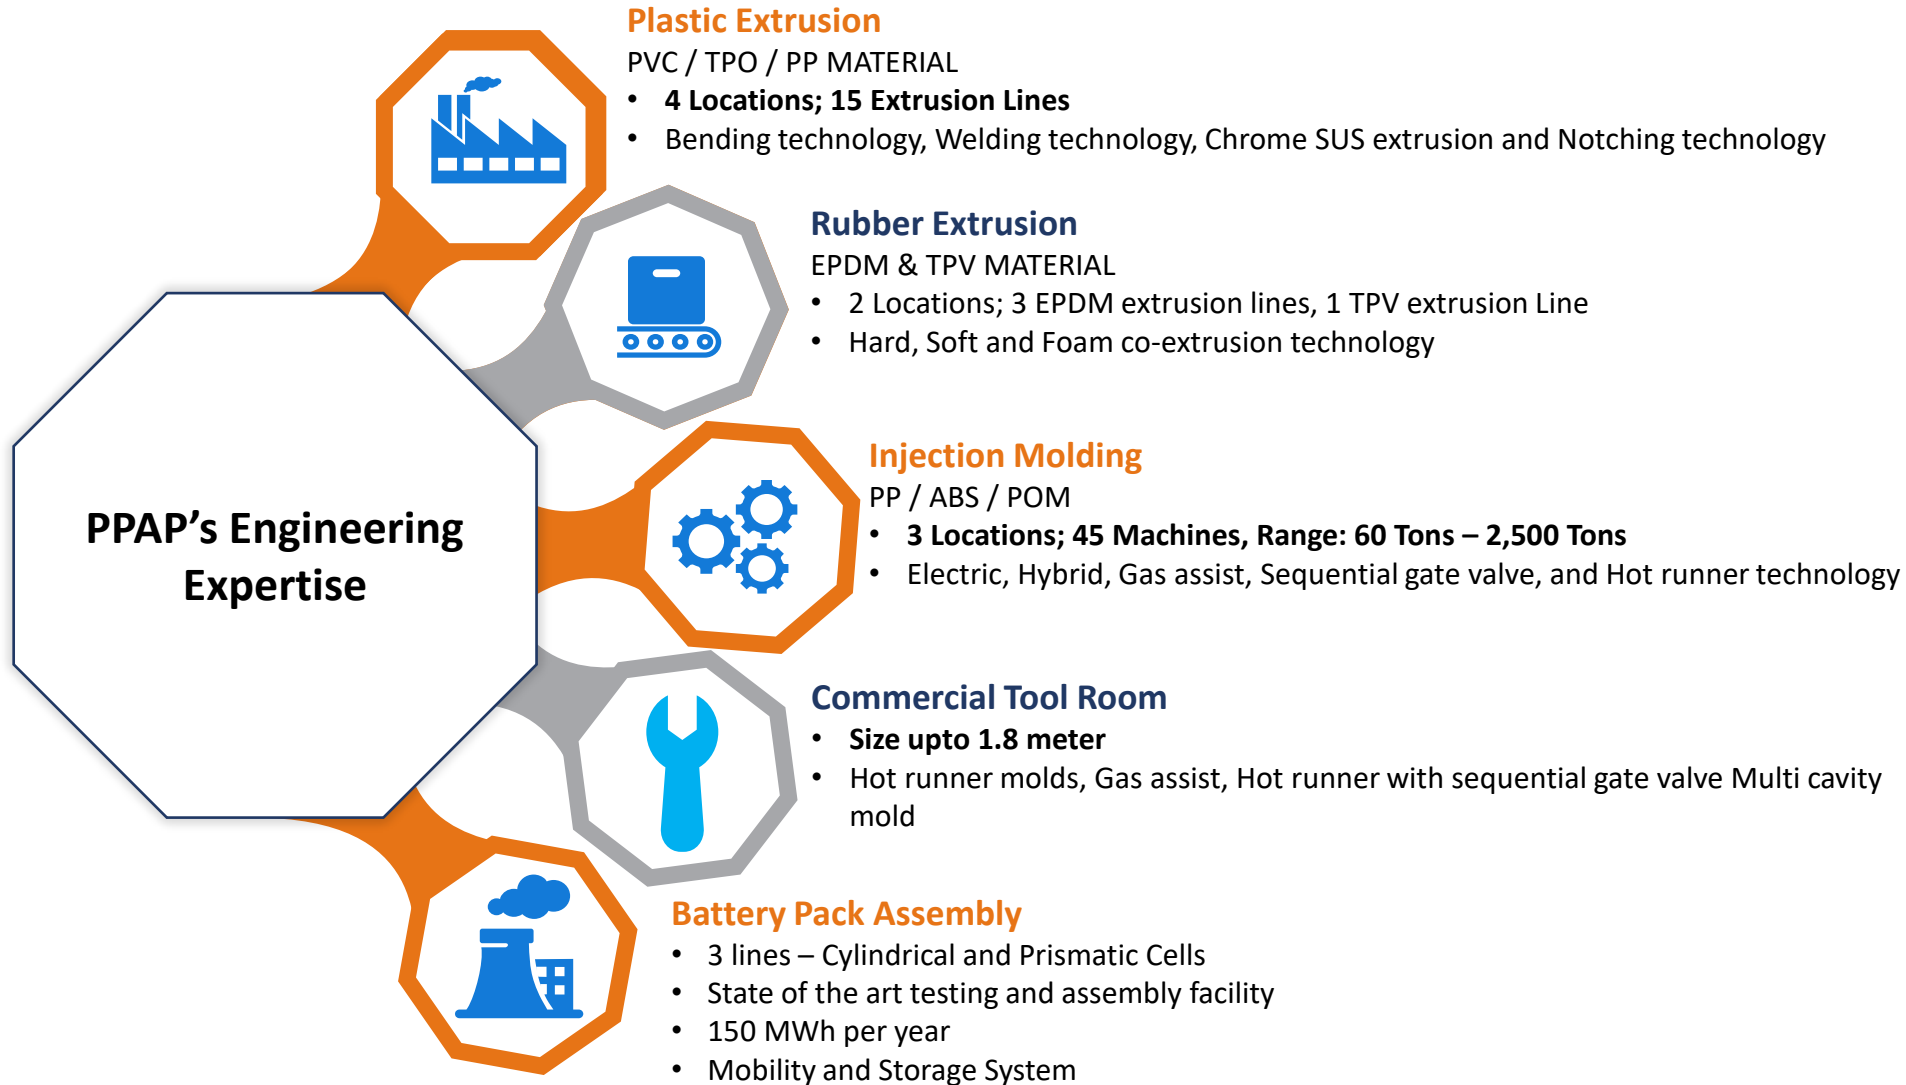 Plastic Extrusion
PVC / TPO / PP MATERIAL
• 4 Locations; 15 Extrusion Lines
• Bending technology, Welding technology, Chrome SUS extrusion and Notching technology
Rubber Extrusion
EPDM & TPV MATERIAL
• 2 Locations; 3 EPDM extrusion lines, 1 TPV extrusion Line
• Hard, Soft and Foam co-extrusion technology
PPAP’s Engineering
Expertise
Injection Molding
PP / ABS / POM
• 3 Locations; 45 Machines, Range: 60 Tons – 2,500 Tons
• Electric, Hybrid, Gas assist, Sequential gate valve, and Hot runner technology
Commercial Tool Room
• Size upto 1.8 meter
• Hot runner molds, Gas assist, Hot runner with sequential gate valve Multi cavity
mold
Battery Pack Assembly
• 3 lines – Cylindrical and Prismatic Cells
• State of the art testing and assembly facility
• 150 MWh per year
• Mobility and Storage System